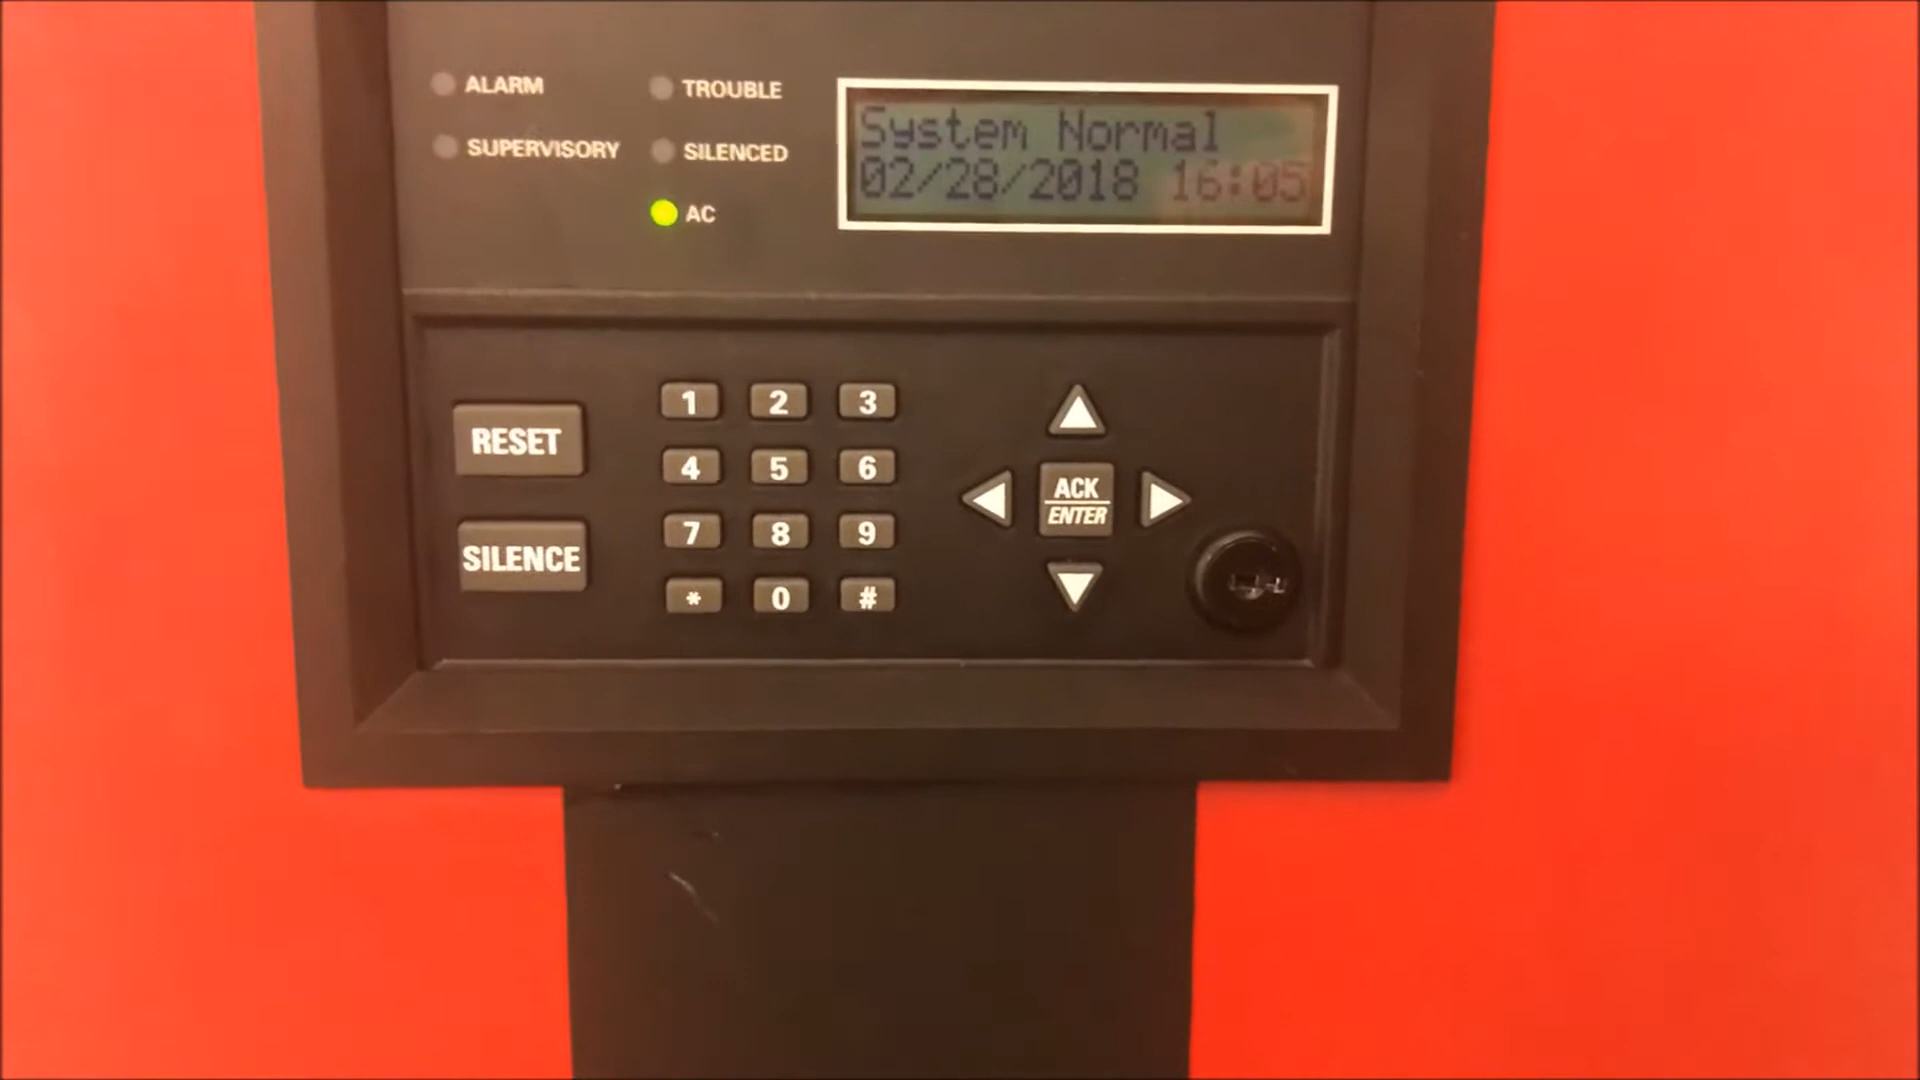 ALARM
TROUBLE
SUPERVISORY
SILENCED
AC
System Normal
02/28/2018 16:05
RESET
SILENCE
1 2 3
4 5 6
7 8 9
* 0 #
ACK
ENTER